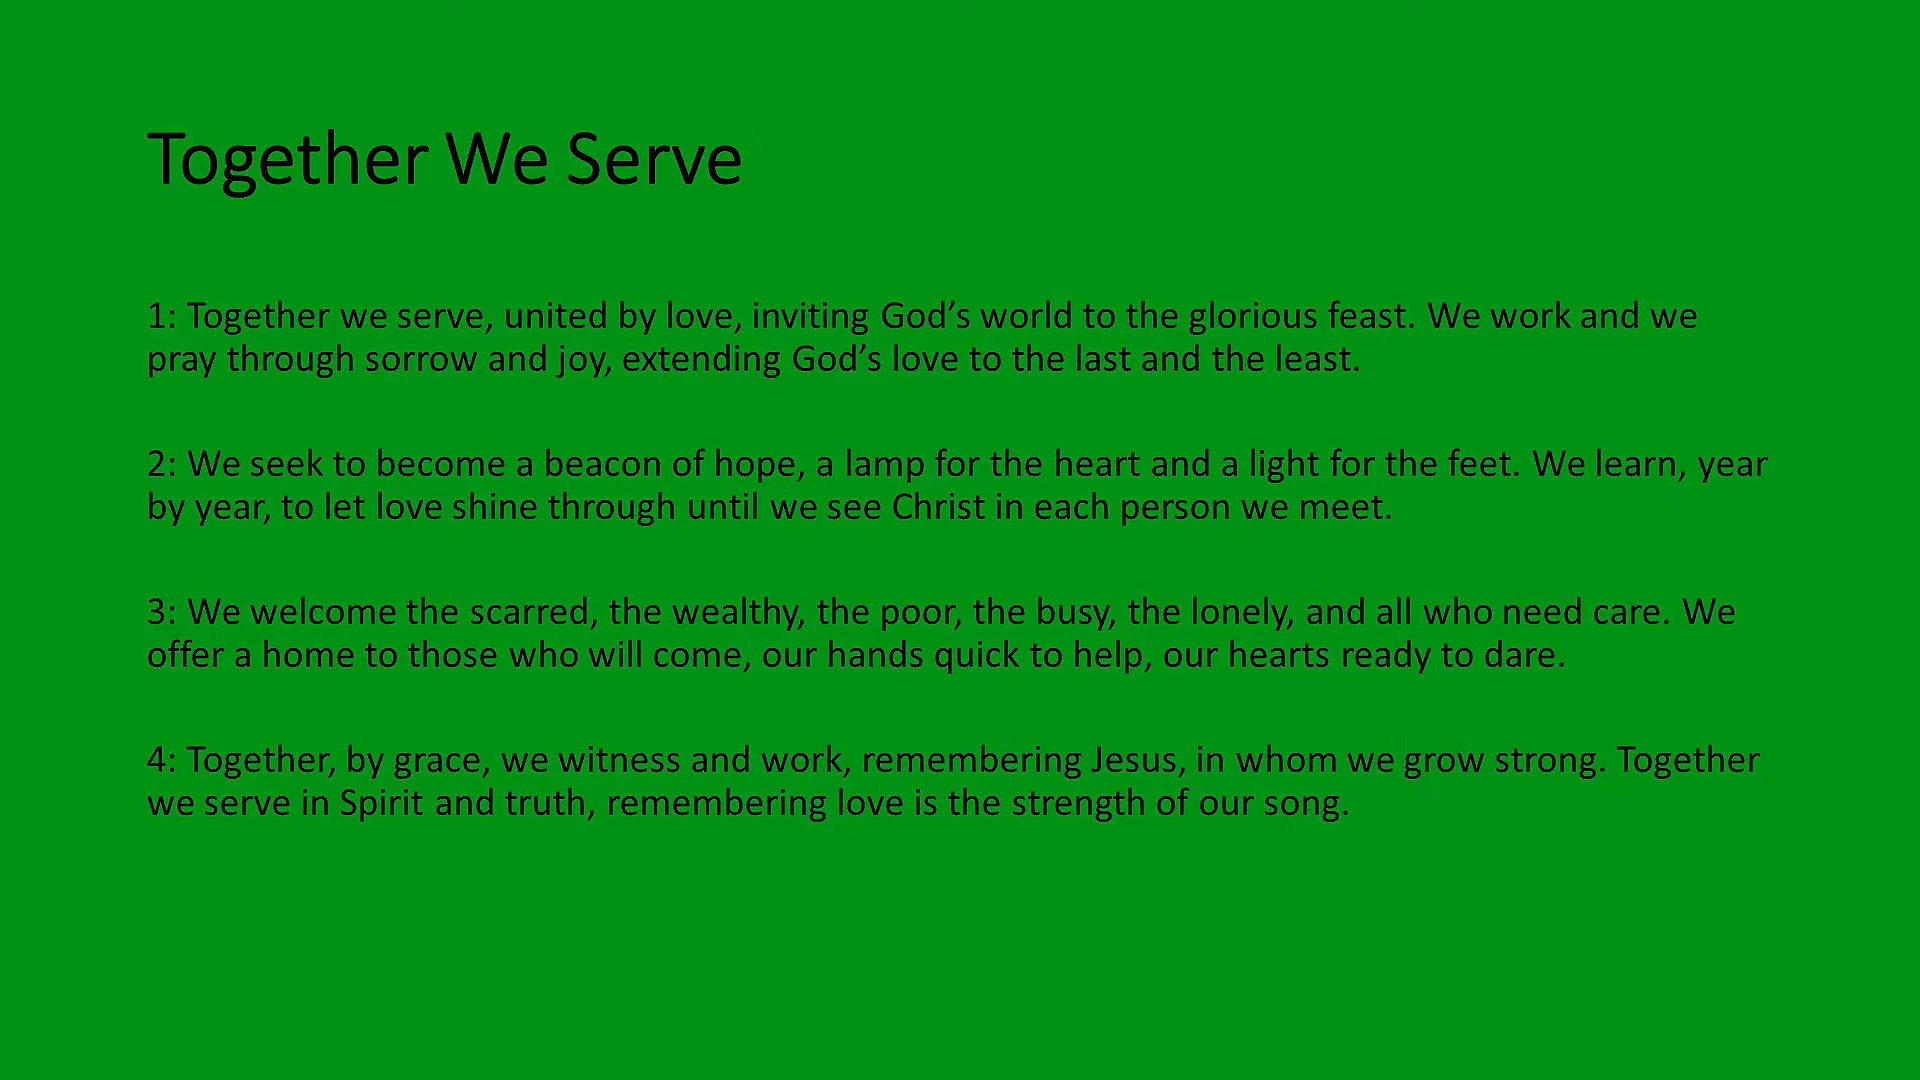 Together We Serve
1: Together we serve, united by love, inviting God’s world to the glorious feast. We work and we
pray through sorrow and joy, extending God’s love to the last and the least.
2: We seek to become a beacon of hope, a lamp for the heart and a light for the feet. We learn, year
by year, to let love shine through until we see Christ in each person we meet.
3: We welcome the scarred, the wealthy, the poor, the busy, the lonely, and all who need care. We
offer a home to those who will come, our hands quick to help, our hearts ready to dare.
4: Together, by grace, we witness and work, remembering Jesus, in whom we grow strong. Together
we serve in Spirit and truth, remembering love is the strength of our song.